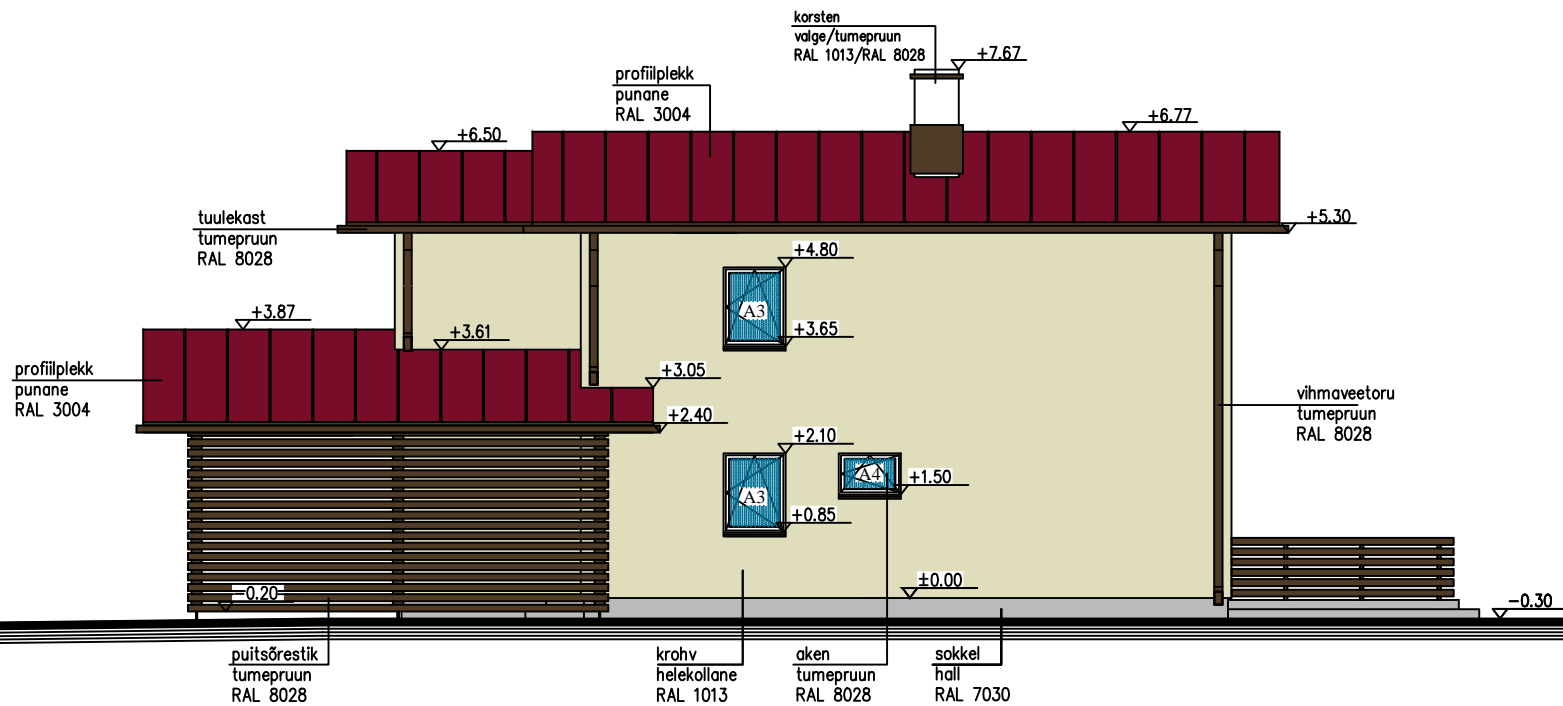 korsten
valge/tumepruun
RAL 1013/RAL 8028
+7.67
profiilplekk
punane
RAL 3004
+6.77
+6.50
tuulekast
tumepruun
RAL 8028
+5.30
+4.80
A3
+3.65
+3.87
+3.61
profiilplekk
punane
RAL 3004
+3.05
+2.40
vihmaveetoru
tumepruun
RAL 8028
+2.10
A3
A4
+1.50
+0.85
±0.00
-0.20
-0.30
puitsõrestik
tumepruun
RAL 8028
krohv
helekollane
RAL 1013
aken
tumepruun
RAL 8028
sokkel
hall
RAL 7030